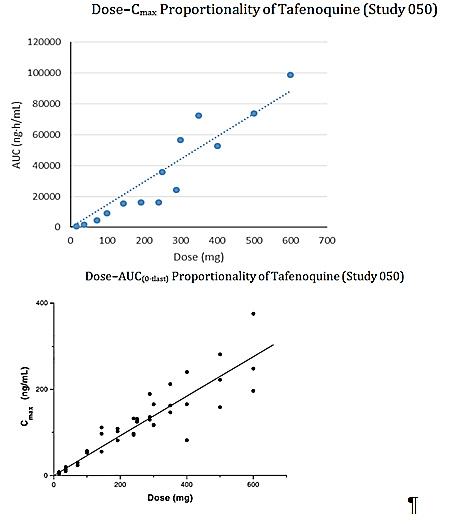 Dose–Cmax Proportionality of Tafenoquine (Study 050)
120000
100000
80000
60000
40000
20000
0
AUC (ng·h/mL)
0 100 200 300 400 500 600 700
Dose (mg)
Dose–AUC(0-tlast) Proportionality of Tafenoquine (Study 050)
400
200
0
Cmax (ng/mL)
0 200 400 600
Dose (mg)
¶